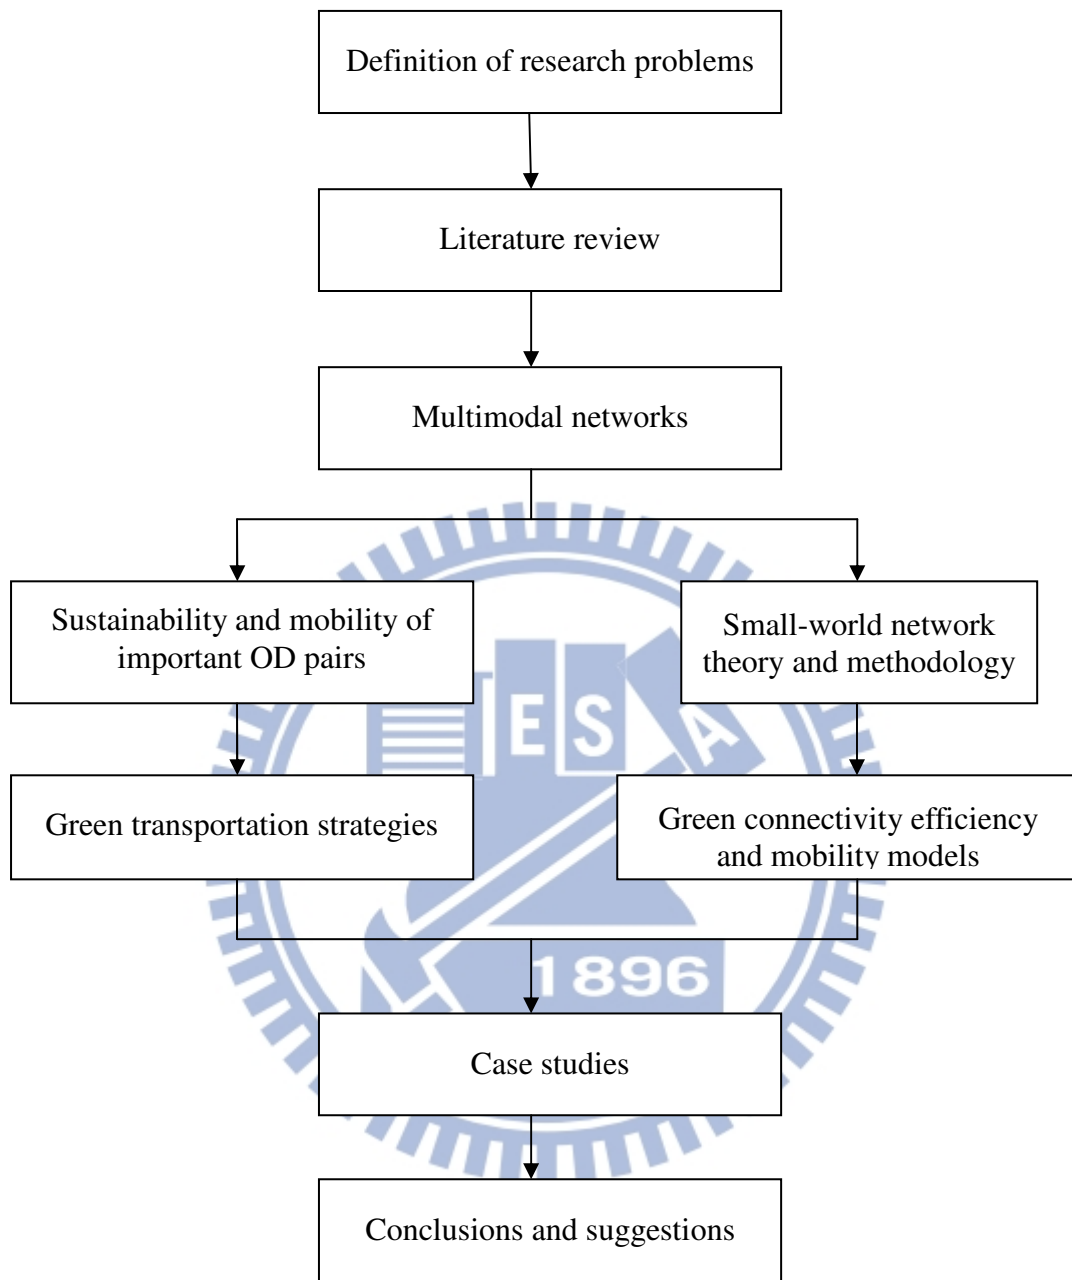 Definition of research problems
Literature review
Multimodal networks
Sustainability and mobility of
important OD pairs
Small-world network
theory and methodology
E S A
Green transportation strategies
Green connectivity efficiency
and mobility models
1896
Case studies
Conclusions and suggestions